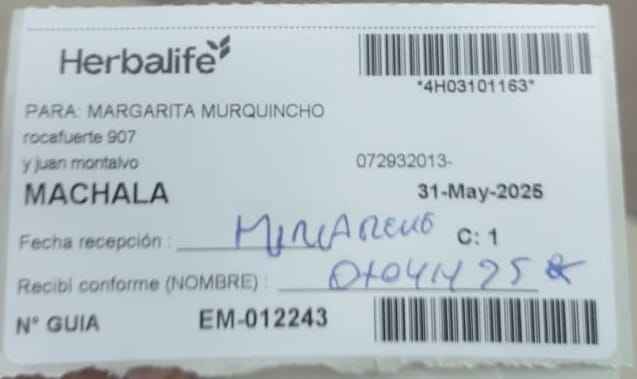 Herbalife
*4H03101163*
PARA: MARGARITA MURQUINCHO
rocafuerte 907
y juan montalvo 072932013-
MACHALA 31-May-2025
Fecha recepción : C: 1
Recibi conforme (NOMBRE) :
N° GUIA EM-012243